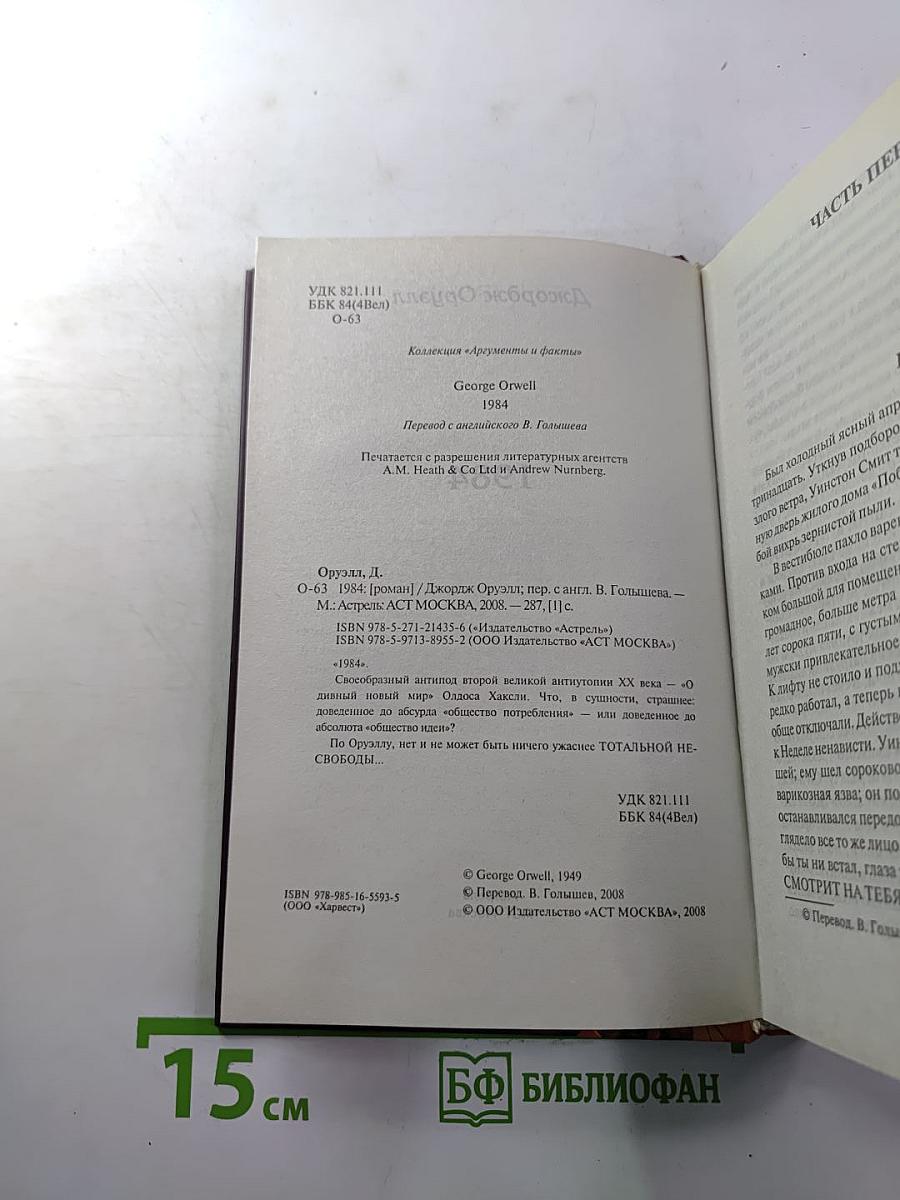 УДК 821.111
ББК 84(4Вел)
О-63
Джордж Оруэлл
Коллекция «Аргументы и факты»
George Orwell
1984
Перевод с английского В. Голышева
Печатается с разрешения литературных агентств
A.M. Heath & Co Ltd и Andrew Nurnberg.
1984
Оруэлл, Д.
О-63 1984: [роман] / Джордж Оруэлл; пер. с англ. В. Голышева. —
М.: Астрель: АСТ МОСКВА, 2008. — 287, [1] с.
ISBN 978-5-271-21435-6 («Издательство «Астрель»)
ISBN 978-5-9713-8955-2 (ООО Издательство «АСТ МОСКВА»)
«1984».
Своеобразный антипод второй великой антиутопии XX века — «О
дивный новый мир» Олдоса Хаксли. Что, в сущности, страшнее:
доведенное до абсурда «общество потребления» — или доведенное до
абсолюта «общество идеи»?
По Оруэллу, нет и не может быть ничего ужаснее ТОТАЛЬНОЙ НЕ-
СВОБОДЫ...
УДК 821.111
ББК 84(4Вел)
© George Orwell, 1949
ISBN 978-985-16-5593-5
© Перевод. В. Голышев, 2008
(ООО «Харвест»)
© ООО Издательство «АСТ МОСКВА», 2008
ЧАСТЬ ПЕР
Был холодный ясный апр
тринадцать. Уткнув подборо
злого ветра, Уинстон Смит т
ную дверь жилого дома «Поб
бой вихрь зернистой пыли.
В вестибюле пахло варе
ками. Против входа на сте
ком большой для помещен
громадное, больше метра
лет сорока пяти, с густым
мужски привлекательное
К лифту не стоило и подх
редко работал, а теперь
обще отключали. Действо
к Неделе ненависти. Уин
шей; ему шел сороково
варикозная язва; он по
останавливался передо
глядело все то же лицо
бы ты ни встал, глаза
СМОТРИТ НА ТЕБЯ
© Перевод. В. Голы
15 см
БФ БИБЛИОФАН